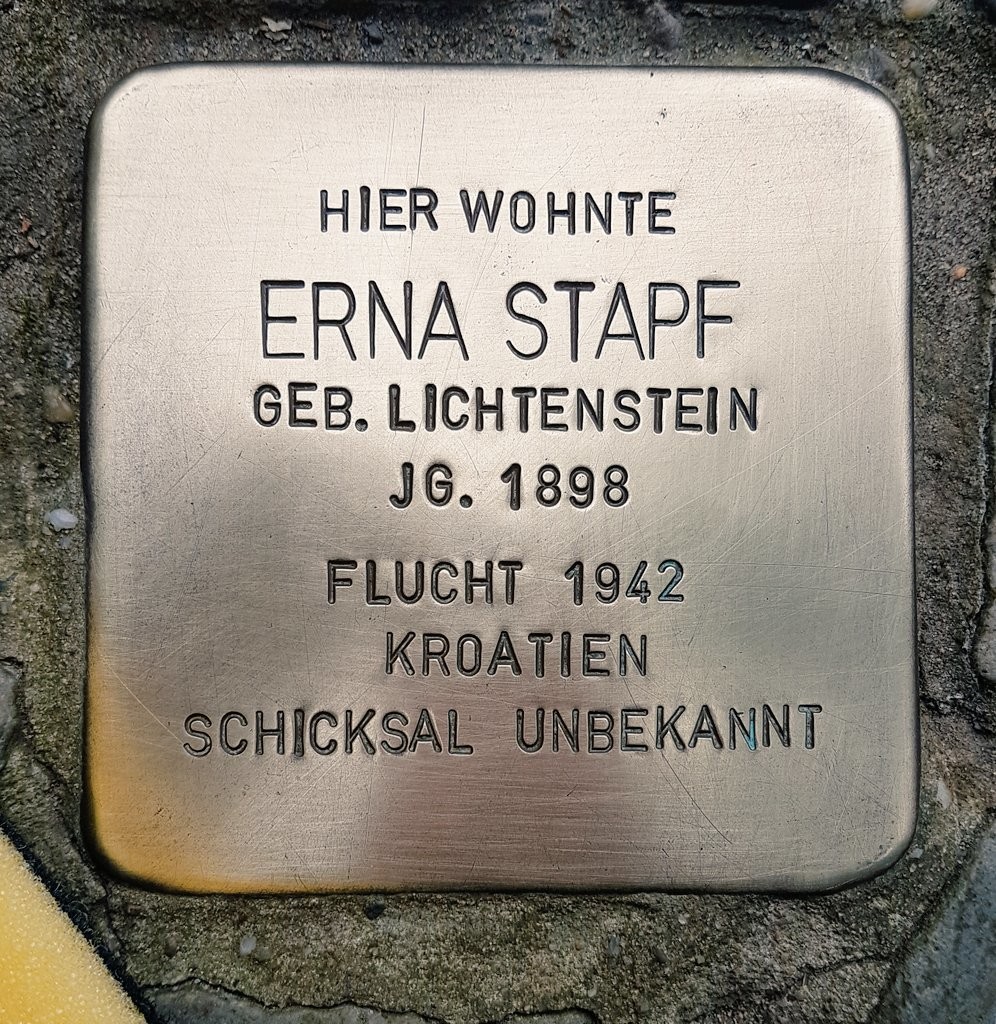 HIER WOHNTE
ERNA STAPF
GEB. LICHTENSTEIN
JG. 1898
FLUCHT 1942
KROATIEN
SCHICKSAL UNBEKANNT